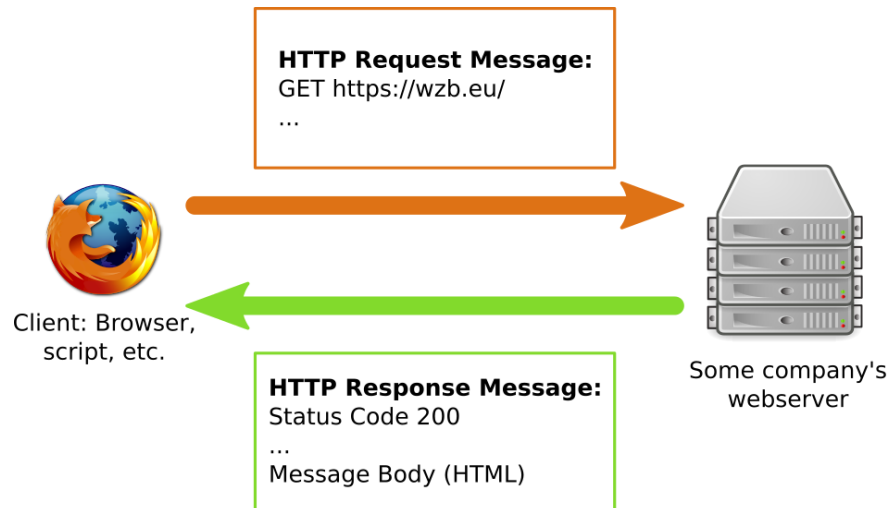 HTTP Request Message:
GET https://wzb.eu/
...
Client: Browser,
script, etc.
Some company's
webserver
HTTP Response Message:
Status Code 200
...
Message Body (HTML)